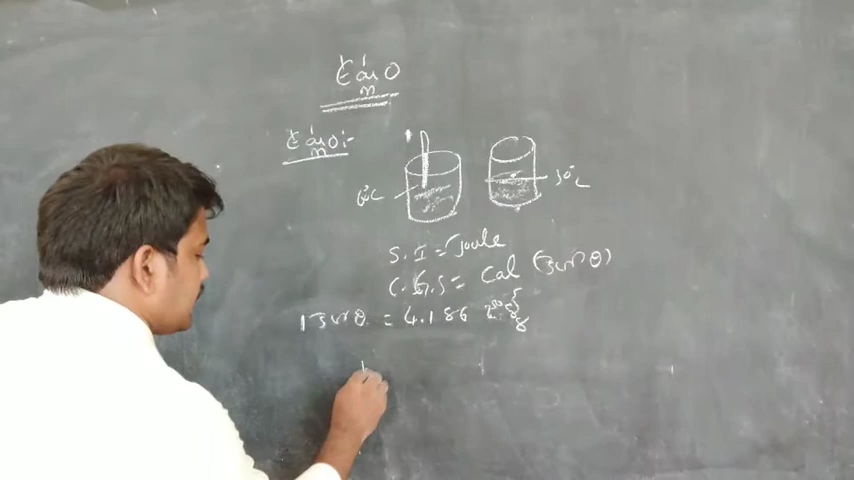 ఉష్ణం
ఉష్ణం :-
60°C
30°C
S.I = Joule
C.G.S = Cal
1 = 4.186